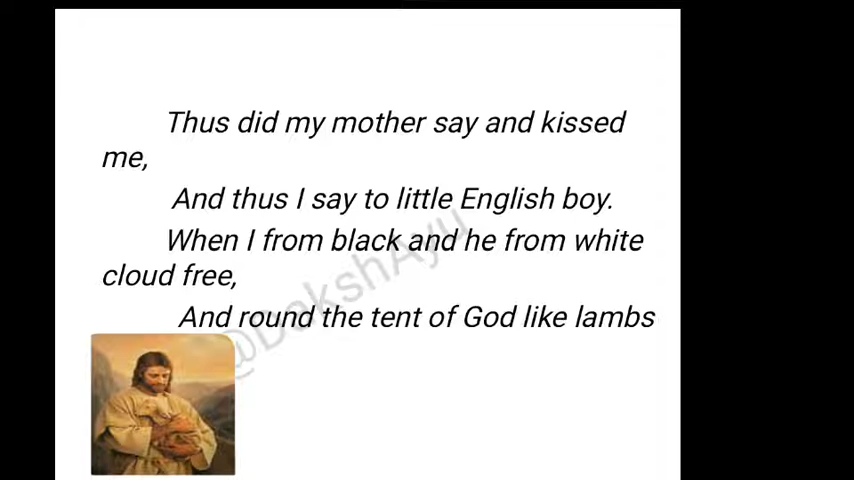 Thus did my mother say and kissed
me,
And thus I say to little English boy.
When I from black and he from white
cloud free,
And round the tent of God like lambs
@DakshAyu